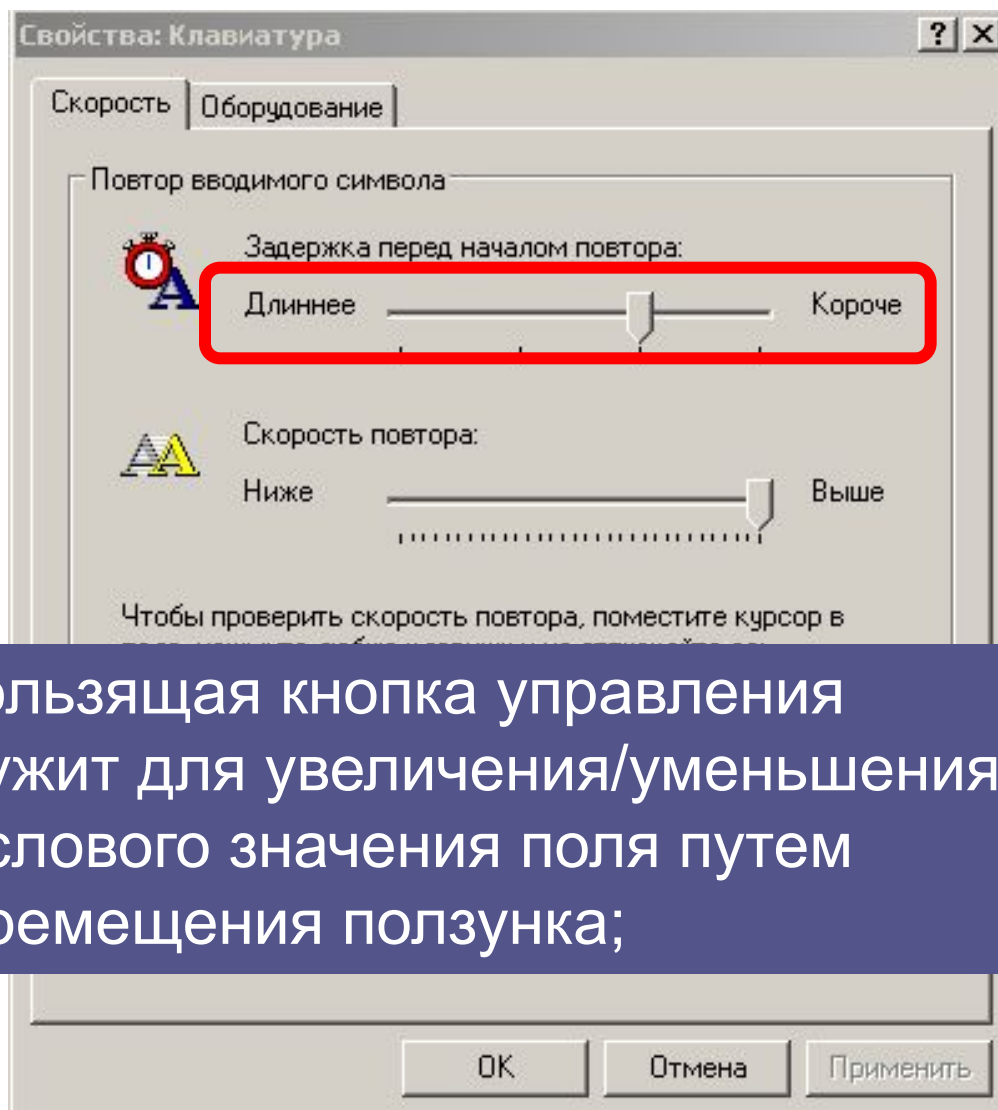 Свойства: Клавиатура
Скорость Оборудование
Повтор вводимого символа
Задержка перед началом повтора:
Длиннее Короче
Скорость повтора:
Ниже Выше
Чтобы проверить скорость повтора, поместите курсор в
ользящая кнопка управления
ужит для увеличения/уменьшения
слового значения поля путем
ремещения ползунка;
OK Отмена Применить